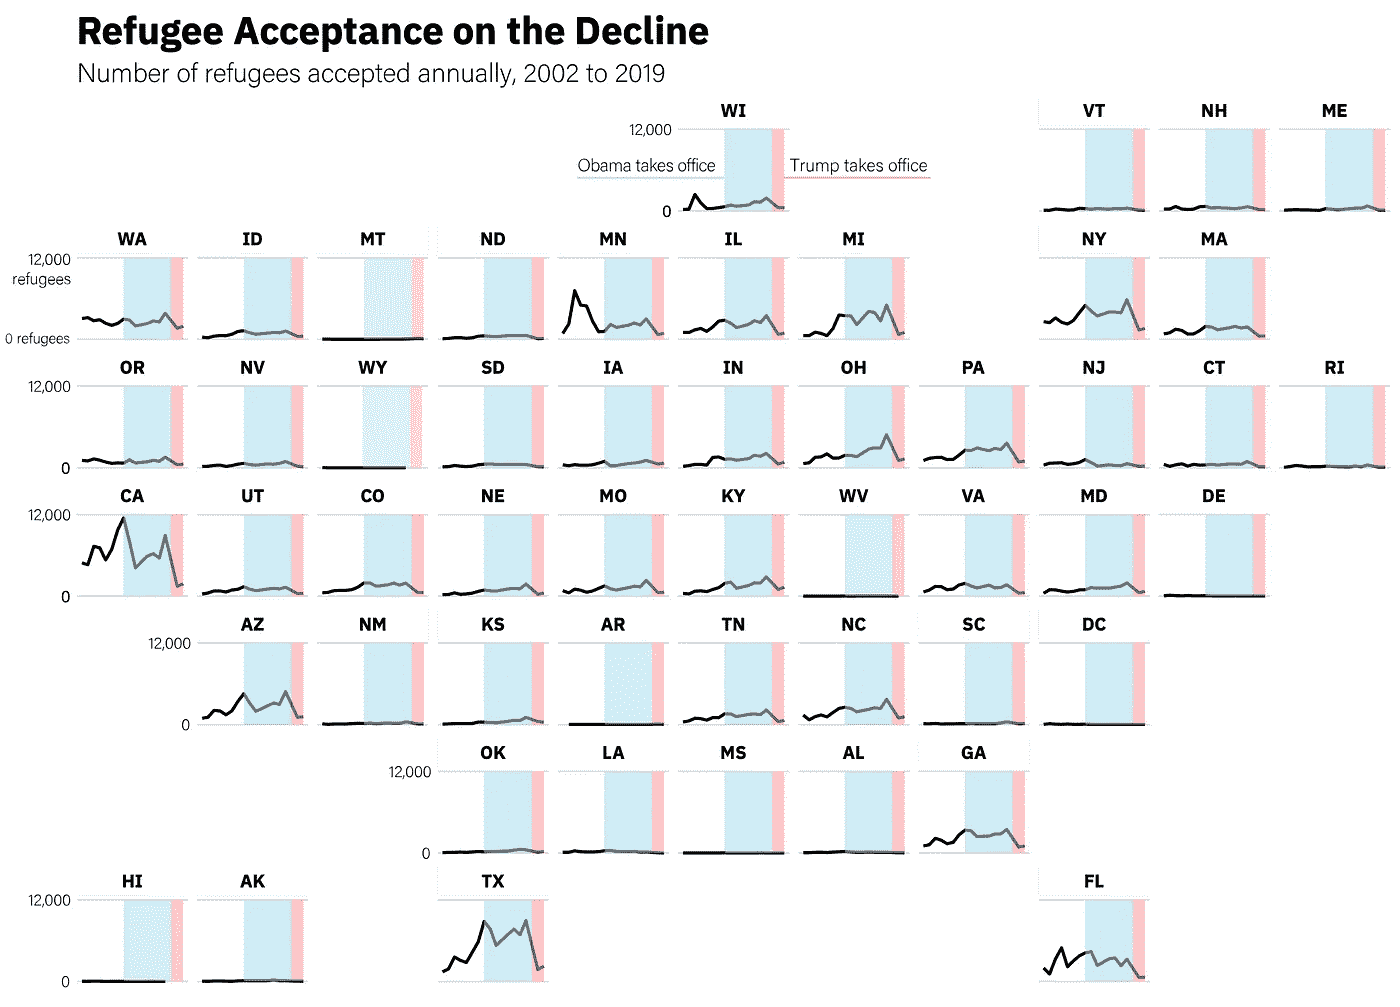 Refugee Acceptance on the Decline
Number of refugees accepted annually, 2002 to 2019
WI VT NH ME
12,000
Obama takes office Trump takes office
0
WA ID MT ND MN IL MI NY MA
12,000
refugees
0 refugees
OR NV WY SD IA IN OH PA NJ CT RI
12,000
0
CA UT CO NE MO KY WV VA MD DE
12,000
0
AZ NM KS AR TN NC SC DC
12,000
0
OK LA MS AL GA
12,000
0
HI AK TX FL
12,000
0